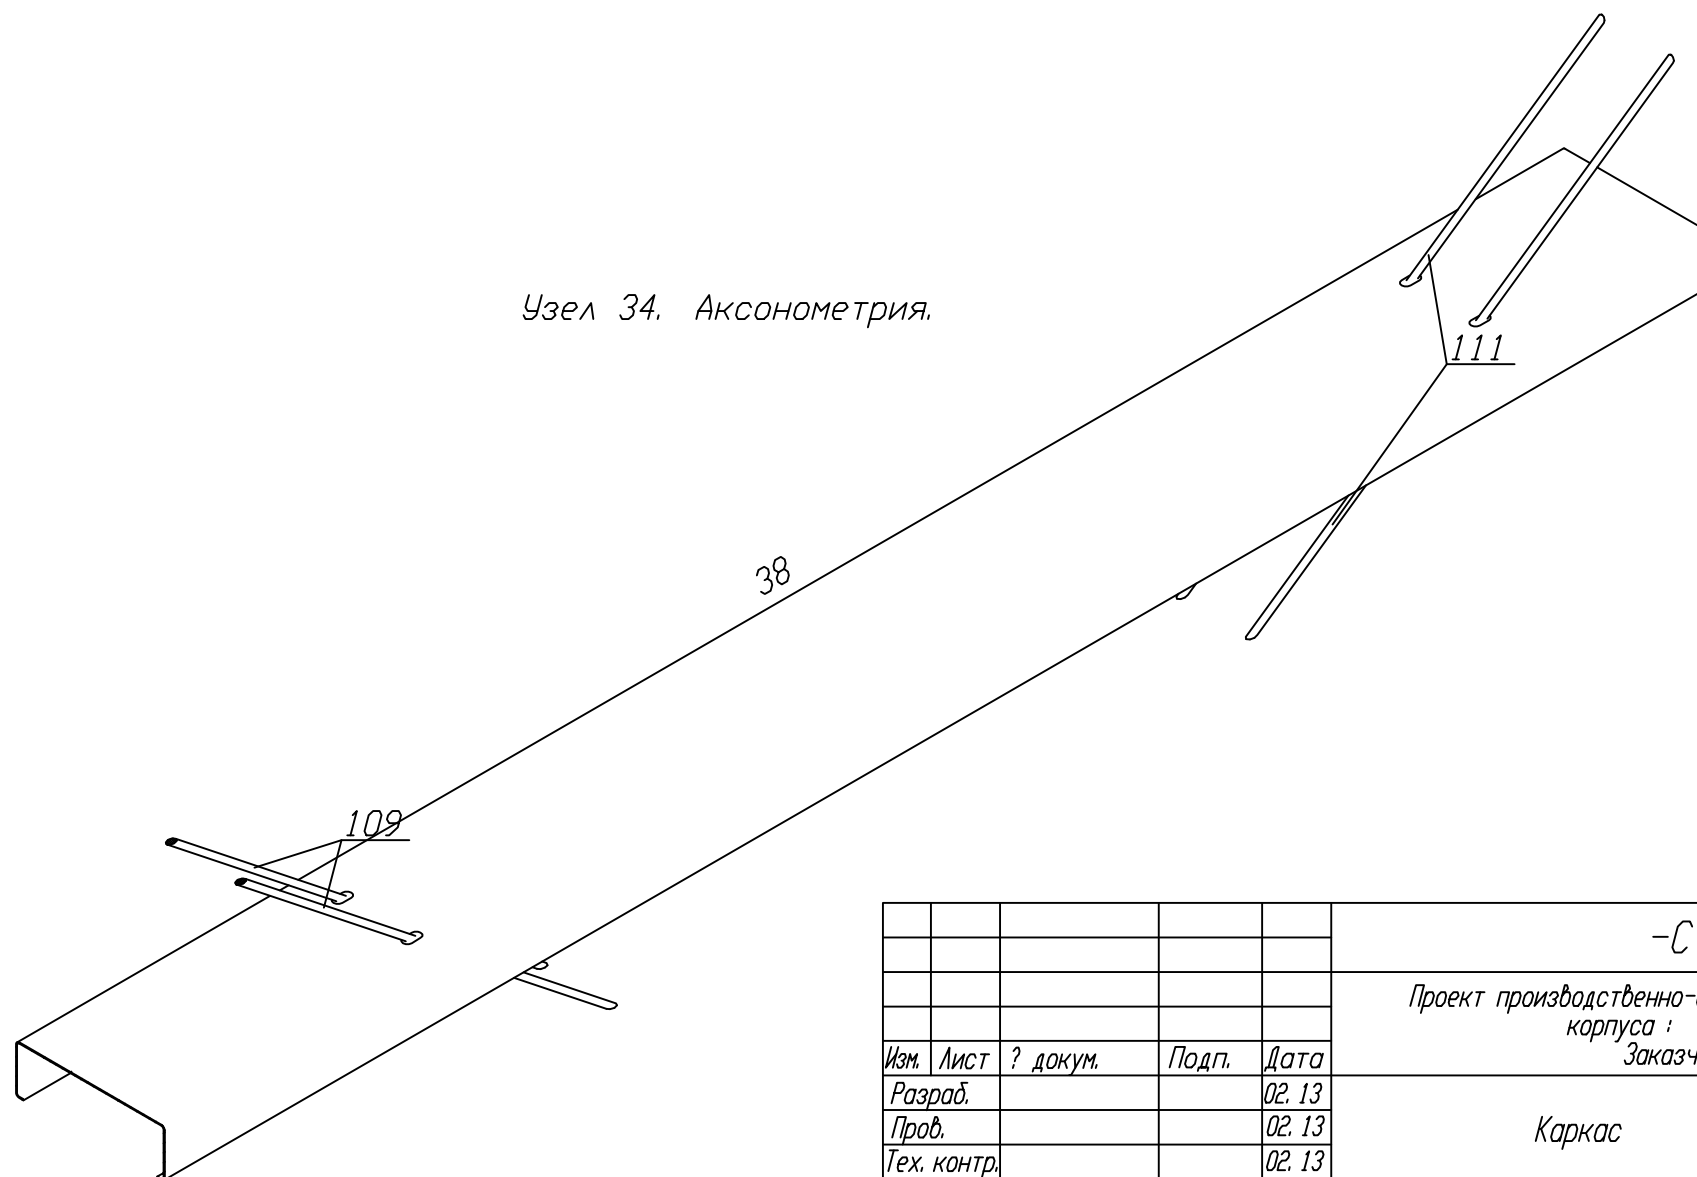 Узел 34. Аксонометрия.
111
38
109
-С
Проект производственно-
корпуса :
Заказч
Изм. Лист ? докум. Подп. Дата
Разраб. 02. 13
Каркас
Пров. 02. 13
Тех. контр. 02. 13